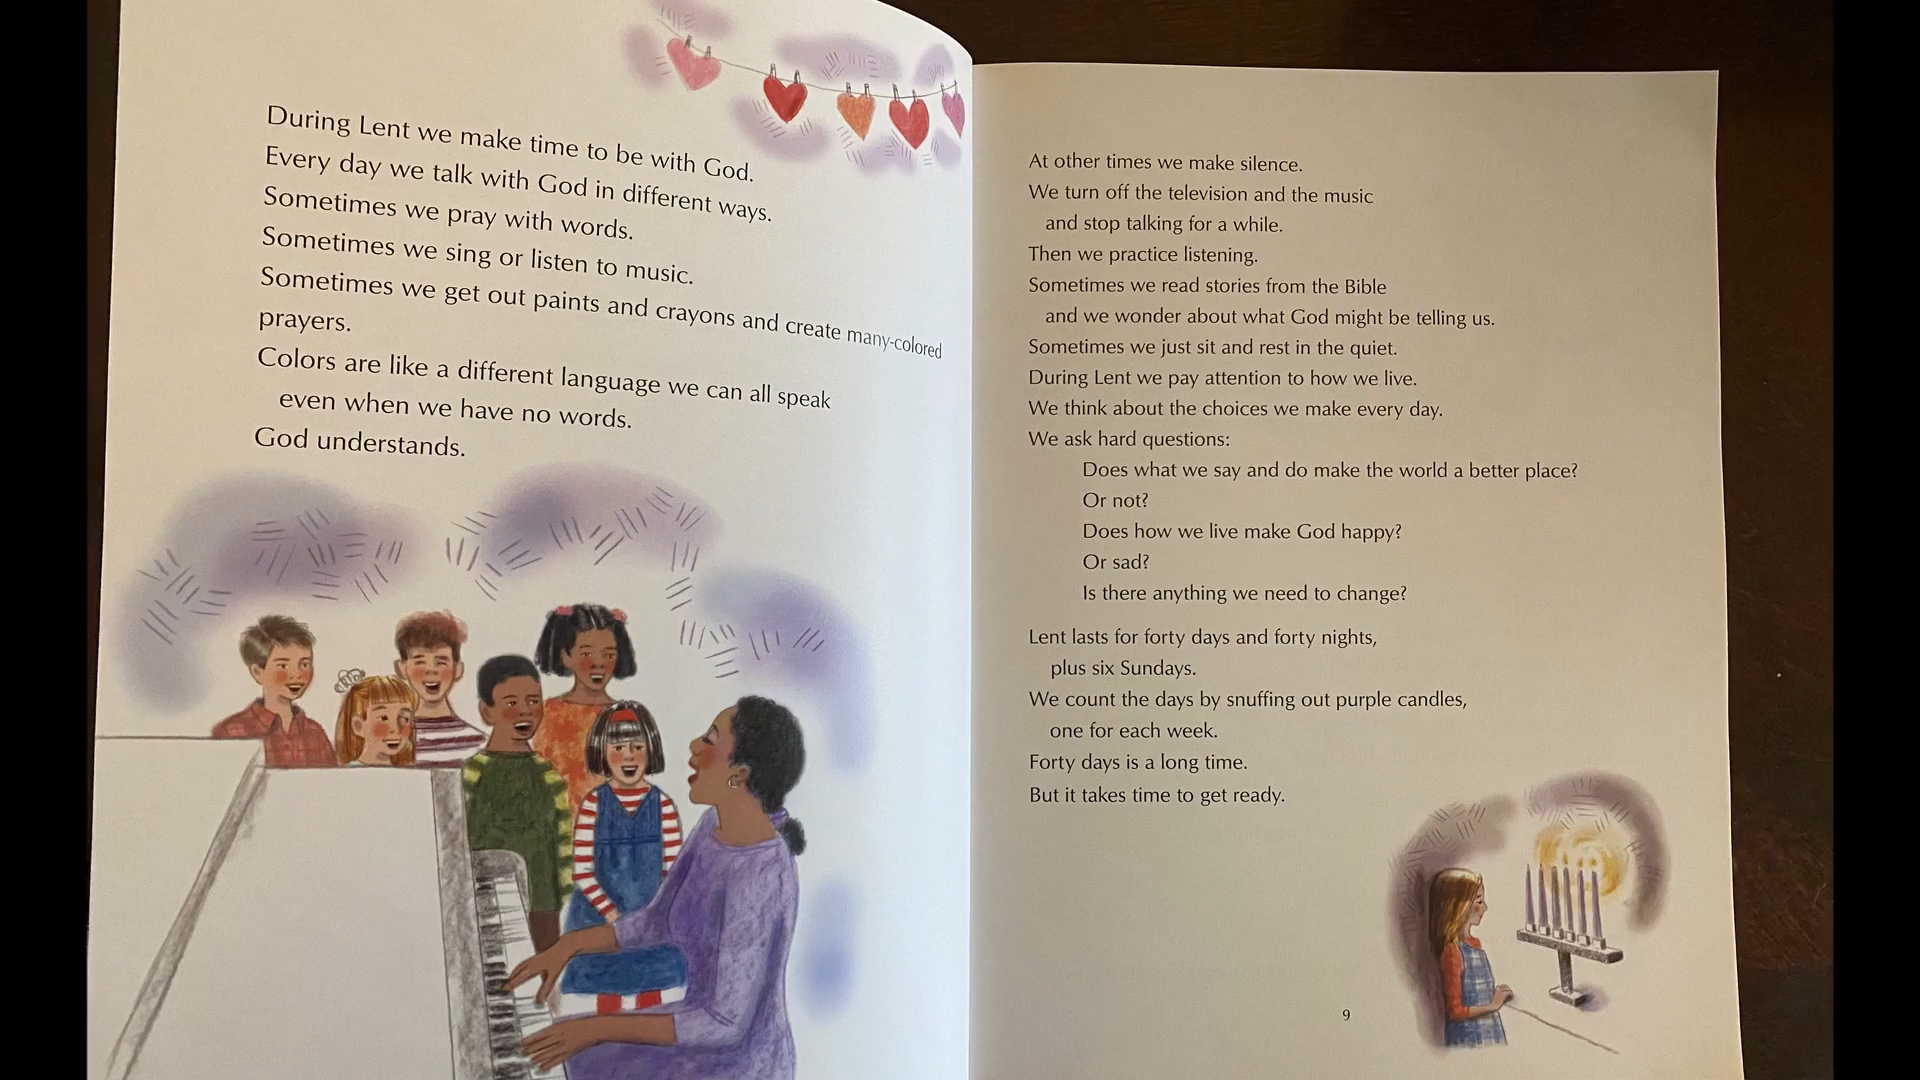 During Lent we make time to be with God.
Every day we talk with God in different ways.
Sometimes we pray with words.
Sometimes we sing or listen to music.
Sometimes we get out paints and crayons and create many-colored
prayers.
Colors are like a different language we can all speak
even when we have no words.
God understands.
At other times we make silence.
We turn off the television and the music
and stop talking for a while.
Then we practice listening.
Sometimes we read stories from the Bible
and we wonder about what God might be telling us.
Sometimes we just sit and rest in the quiet.
During Lent we pay attention to how we live.
We think about the choices we make every day.
We ask hard questions:
Does what we say and do make the world a better place?
Or not?
Does how we live make God happy?
Or sad?
Is there anything we need to change?
Lent lasts for forty days and forty nights,
plus six Sundays.
We count the days by snuffing out purple candles,
one for each week.
Forty days is a long time.
But it takes time to get ready.
9